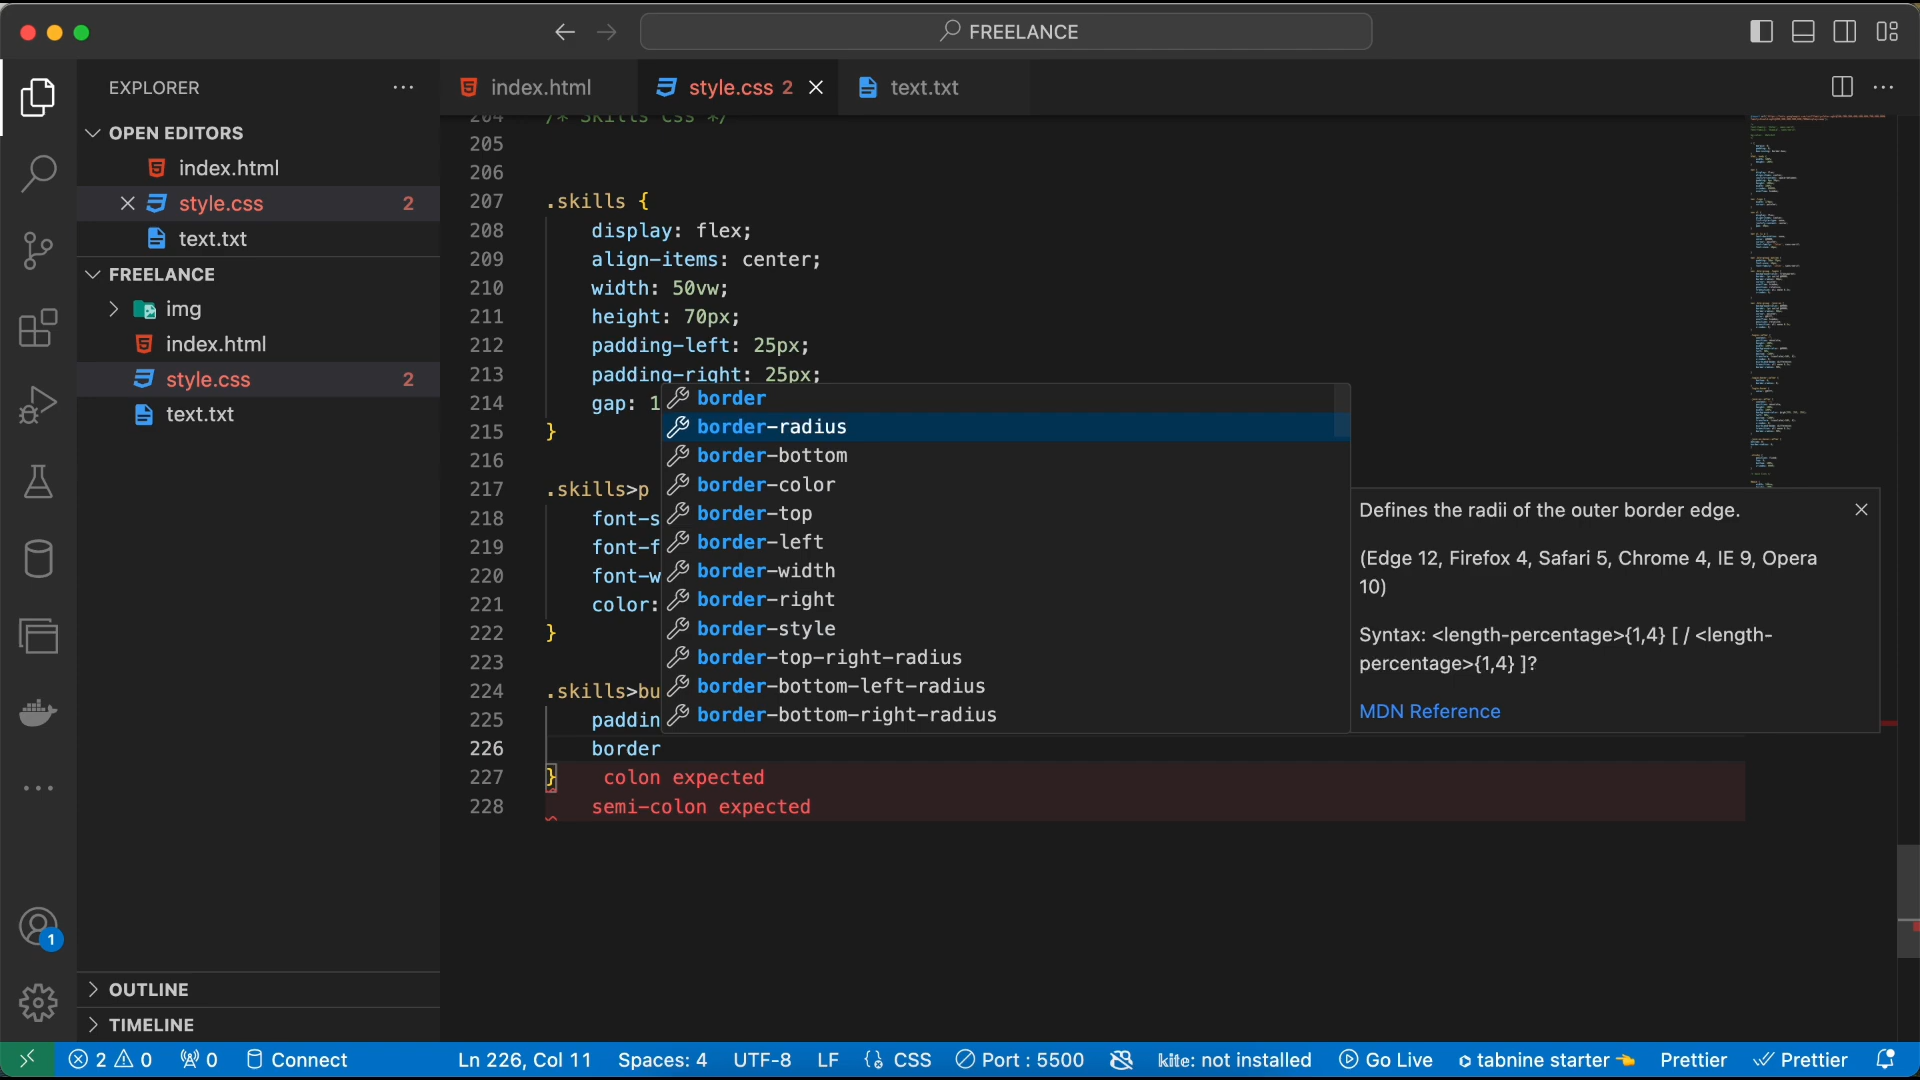 FREELANCE
EXPLORER
index.html
style.css 2
text.txt
OPEN EDITORS
index.html
style.css 2
text.txt
FREELANCE
img
index.html
style.css 2
text.txt
OUTLINE
TIMELINE
1
204 /* Skills css */
205
206
207 .skills {
208 display: flex;
209 align-items: center;
210 width: 50vw;
211 height: 70px;
212 padding-left: 25px;
213 padding-right: 25px;
214 gap: 1
215 }
216
217 .skills>p
218 font-s
219 font-f
220 font-w
221 color:
222 }
223
224 .skills>bu
225 paddin
226 border
227 } colon expected
228 semi-colon expected
border
border-radius
border-bottom
border-color
border-top
border-left
border-width
border-right
border-style
border-top-right-radius
border-bottom-left-radius
border-bottom-right-radius
Defines the radii of the outer border edge.
(Edge 12, Firefox 4, Safari 5, Chrome 4, IE 9, Opera
10)
Syntax: <length-percentage>{1,4} [ / <length-
percentage>{1,4} ]?
MDN Reference
2 0 0 Connect Ln 226, Col 11 Spaces: 4 UTF-8 LF {} CSS Port : 5500 kite: not installed Go Live tabnine starter Prettier Prettier